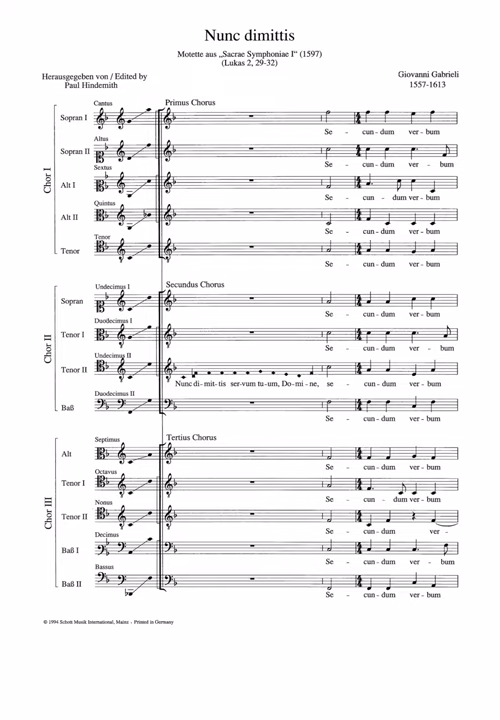 Nunc dimittis
Motette aus „Sacrae Symphoniae I“ (1597)
(Lukas 2, 29-32)
Herausgegeben von / Edited by
Paul Hindemith
Giovanni Gabrieli
1557-1613
Chor I
Primus Chorus
Cantus
Sopran I
Se - cun - dum ver - bum
Altus
Sopran II
Se - cun - dum ver - bum
Sextus
Alt I
Se - cun - dum ver - bum
Quintus
Alt II
Se - cun - dum ver - bum
Tenor
Tenor
Se - cun - dum ver - bum
Chor II
Secundus Chorus
Undecimus I
Sopran
Se - cun - dum ver - bum
Duodecimus I
Tenor I
Se - cun - dum ver - bum
Undecimus II
Tenor II
Nunc di - mit - tis ser - vum tu - um, Do - mi - ne, se - cun - dum ver - bum
Duodecimus II
Baß
Se - cun - dum ver - bum
Chor III
Tertius Chorus
Septimus
Alt
Se - cun - dum ver - bum
Octavus
Tenor I
Se - cun - dum ver - bum
Nonus
Tenor II
Se - cun - dum ver -
Decimus
Baß I
Se - cun - dum ver - bum
Bassus
Baß II
Se - cun - dum ver - bum
© 1994 Schott Musik International, Mainz - Printed in Germany